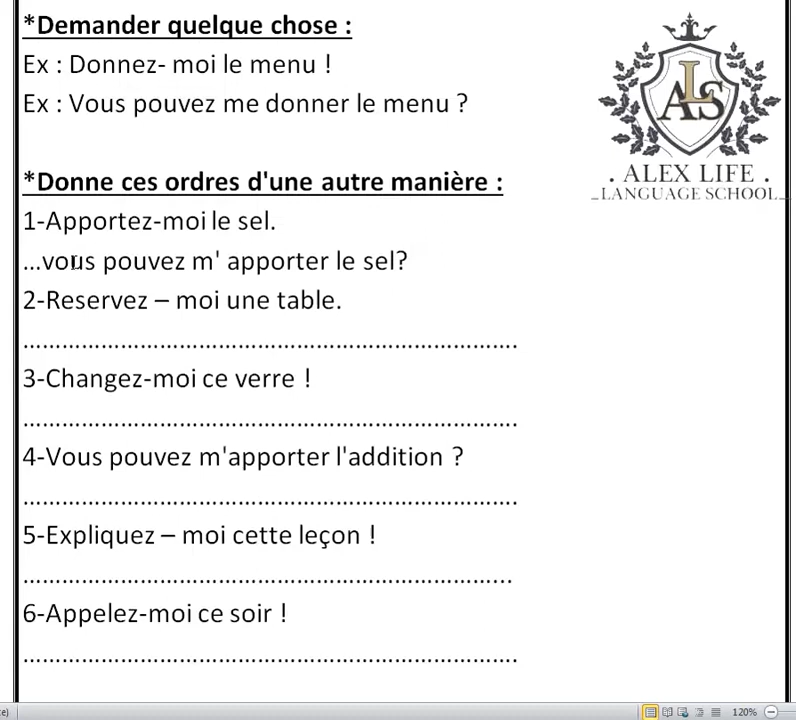 *Demander quelque chose :
Ex : Donnez- moi le menu !
Ex : Vous pouvez me donner le menu ?
ALS
. ALEX LIFE .
_LANGUAGE SCHOOL_
*Donne ces ordres d'une autre manière :
1-Apportez-moi le sel.
...vous pouvez m' apporter le sel?
2-Reservez – moi une table.
................................................................................
3-Changez-moi ce verre !
................................................................................
4-Vous pouvez m'apporter l'addition ?
................................................................................
5-Expliquez – moi cette leçon !
...............................................................................
6-Appelez-moi ce soir !
................................................................................
e)
120%